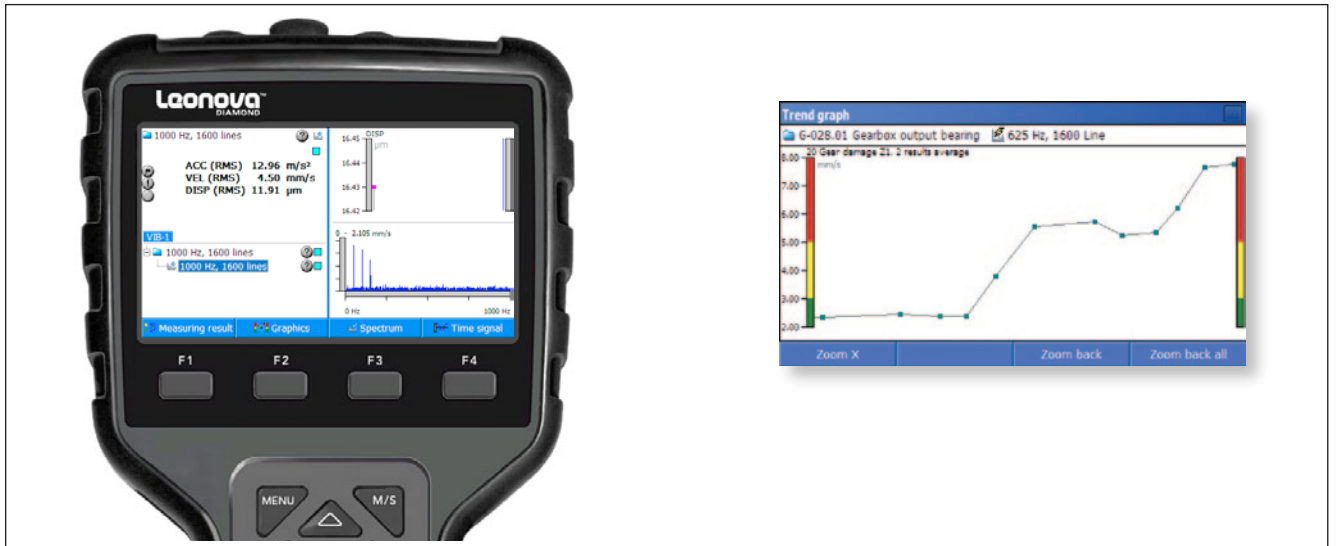 Leonova™
DIAMOND
1000 Hz, 1600 lines
ACC (RMS) 12.96 m/s²
VEL (RMS) 4.50 mm/s
DISP (RMS) 11.91 µm
VIB-1
1000 Hz, 1600 lines
1000 Hz, 1600 lines
16.45 DISP
µm
16.44
16.43
16.42
0 - 2.105 mm/s
0 Hz 1000 Hz
Measuring result Graphics Spectrum Time signal
F1 F2 F3 F4
MENU M/S
Trend graph
G-028.01 Gearbox output bearing 625 Hz, 1600 Line
20 Gear damage Z1. 2 results average
8.00 mm/s
7.00
6.00
5.00
4.00
3.00
2.00
Zoom X Zoom back Zoom back all